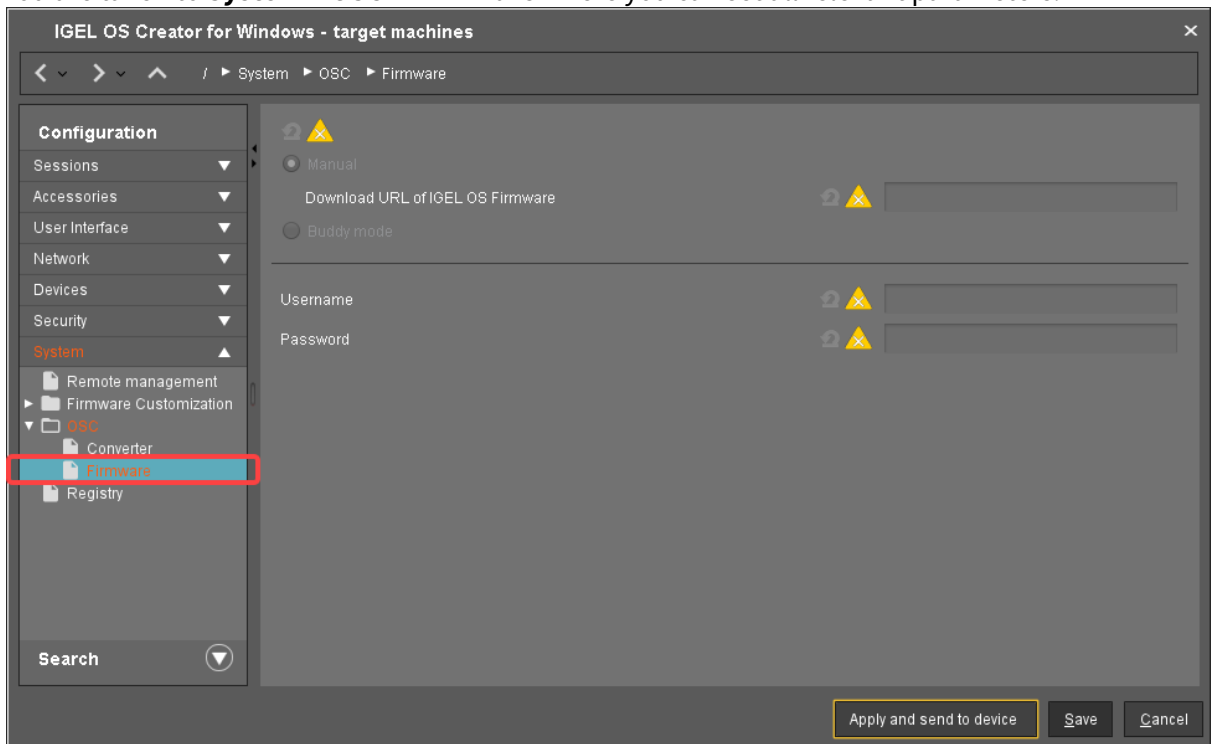 IGEL OS Creator for Windows - target machines
/ ► System ► OSC ► Firmware
Configuration
Sessions
Accessories
User Interface
Network
Devices
Security
System
Remote management
Firmware Customization
OSC
Converter
Firmware
Registry
Search
Manual
Download URL of IGEL OS Firmware
Buddy mode
Username
Password
Apply and send to device
Save
Cancel